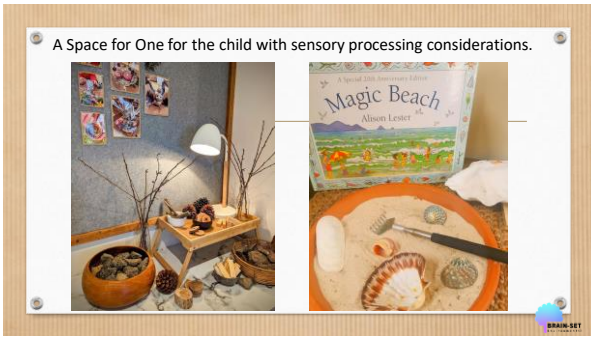 A Space for One for the child with sensory processing considerations.
A Special 20th Anniversary Edition
Magic Beach
Alison Lester
BRAIN-SET